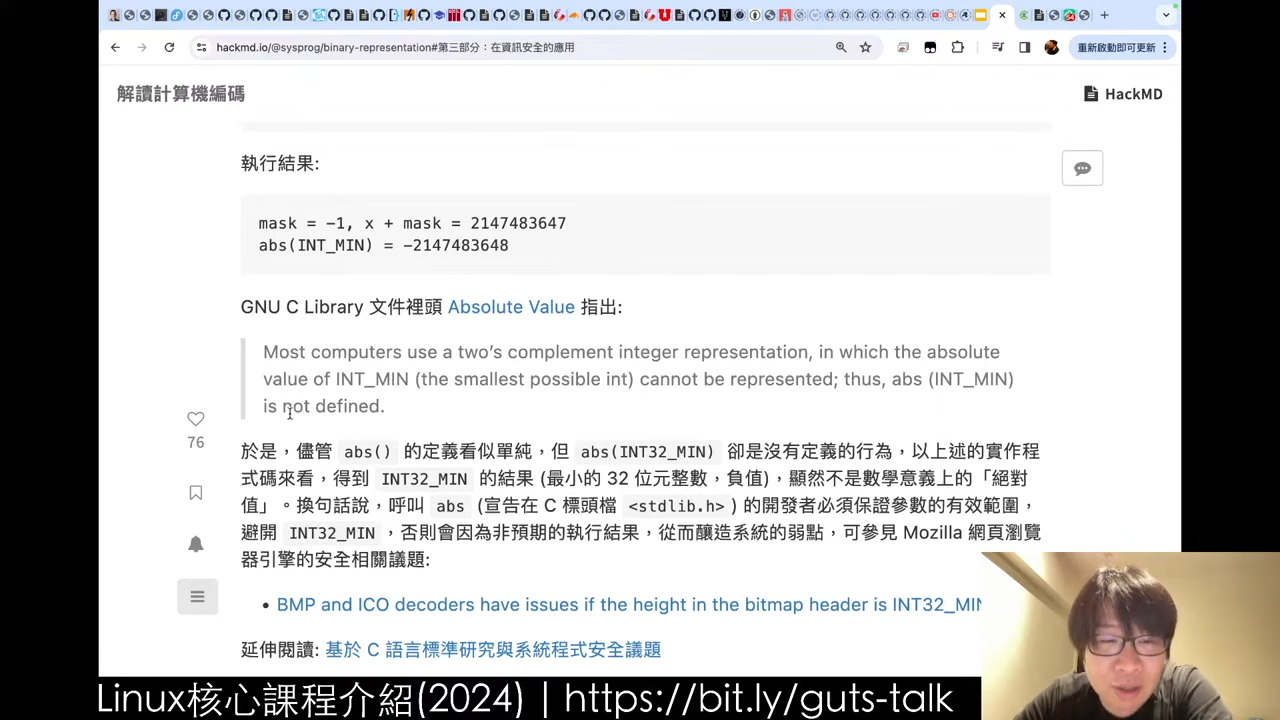 hackmd.io/@sysprog/binary-representation#第三部分：在資訊安全的應用
重新啟動即可更新
解讀計算機編碼
HackMD
執行結果:
mask = -1, x + mask = 2147483647
abs(INT_MIN) = -2147483648
GNU C Library 文件裡頭 Absolute Value 指出:
Most computers use a two's complement integer representation, in which the absolute
value of INT_MIN (the smallest possible int) cannot be represented; thus, abs (INT_MIN)
is not defined.
76
於是，儘管 abs() 的定義看似單純，但 abs(INT32_MIN) 卻是沒有定義的行為，以上述的實作程
式碼來看，得到 INT32_MIN 的結果 (最小的 32 位元整數，負值)，顯然不是數學意義上的「絕對
值」。換句話說，呼叫 abs (宣告在 C 標頭檔 <stdlib.h> ) 的開發者必須保證參數的有效範圍，
避開 INT32_MIN ，否則會因為非預期的執行結果，從而釀造系統的弱點，可參見 Mozilla 網頁瀏覽
器引擎的安全相關議題:
• BMP and ICO decoders have issues if the height in the bitmap header is INT32_MIN
延伸閱讀: 基於 C 語言標準研究與系統程式安全議題
Linux核心課程介紹(2024) | https://bit.ly/guts-talk